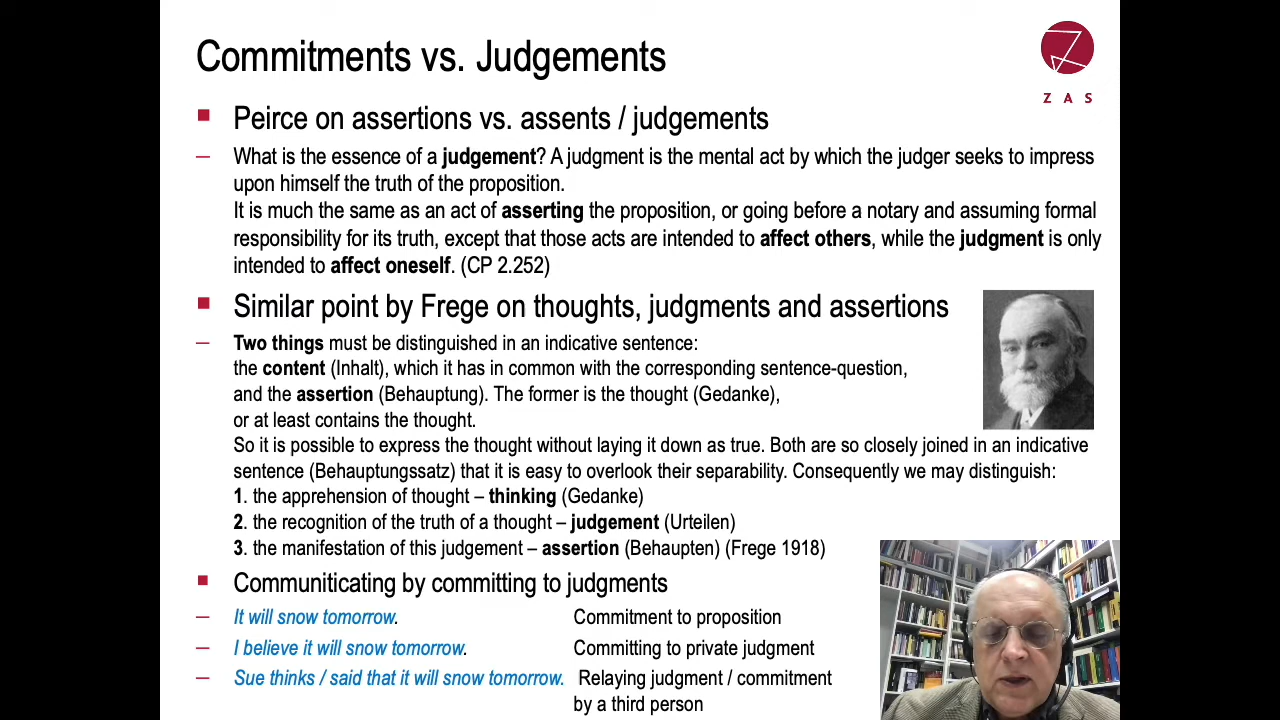 Commitments vs. Judgements
Z A S
Peirce on assertions vs. assents / judgements
What is the essence of a judgement? A judgment is the mental act by which the judger seeks to impress
upon himself the truth of the proposition.
It is much the same as an act of asserting the proposition, or going before a notary and assuming formal
responsibility for its truth, except that those acts are intended to affect others, while the judgment is only
intended to affect oneself. (CP 2.252)
Similar point by Frege on thoughts, judgments and assertions
Two things must be distinguished in an indicative sentence:
the content (Inhalt), which it has in common with the corresponding sentence-question,
and the assertion (Behauptung). The former is the thought (Gedanke),
or at least contains the thought.
So it is possible to express the thought without laying it down as true. Both are so closely joined in an indicative
sentence (Behauptungssatz) that it is easy to overlook their separability. Consequently we may distinguish:
1. the apprehension of thought – thinking (Gedanke)
2. the recognition of the truth of a thought – judgement (Urteilen)
3. the manifestation of this judgement – assertion (Behaupten) (Frege 1918)
Communiticating by committing to judgments
It will snow tomorrow. Commitment to proposition
I believe it will snow tomorrow. Committing to private judgment
Sue thinks / said that it will snow tomorrow. Relaying judgment / commitment
by a third person